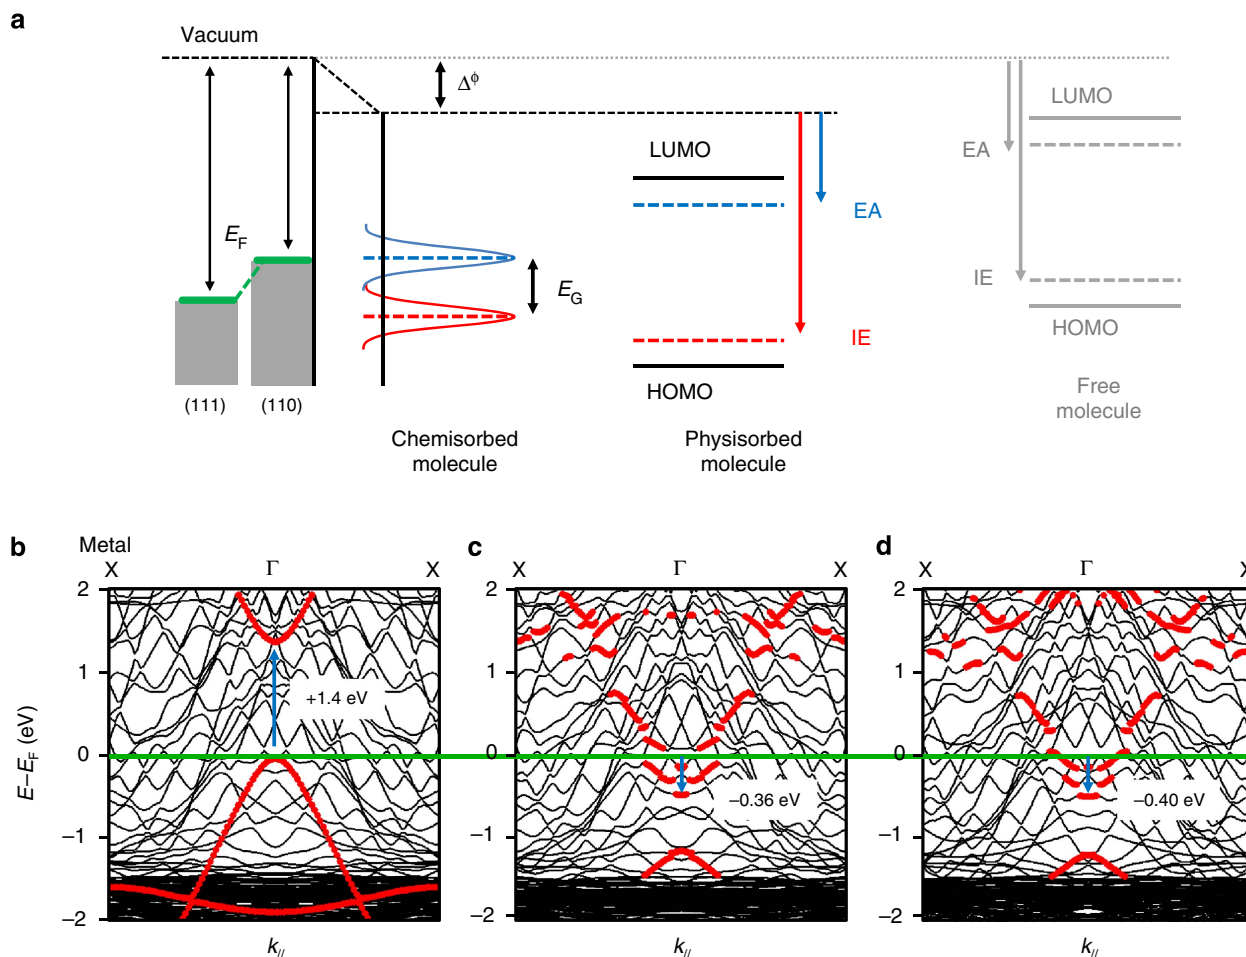 a
Vacuum
Δϕ
LUMO
LUMO
EA
EA
EF
EG
IE
IE
HOMO
HOMO
(111)
(110)
Free
molecule
Chemisorbed
molecule
Physisorbed
molecule
b
Metal
c
d
X
Γ
X
X
Γ
X
X
Γ
X
2
1
0
−1
−2
E−EF (eV)
+1.4 eV
2
1
0
−1
−2
−0.36 eV
2
1
0
−1
−2
−0.40 eV
k//
k//
k//